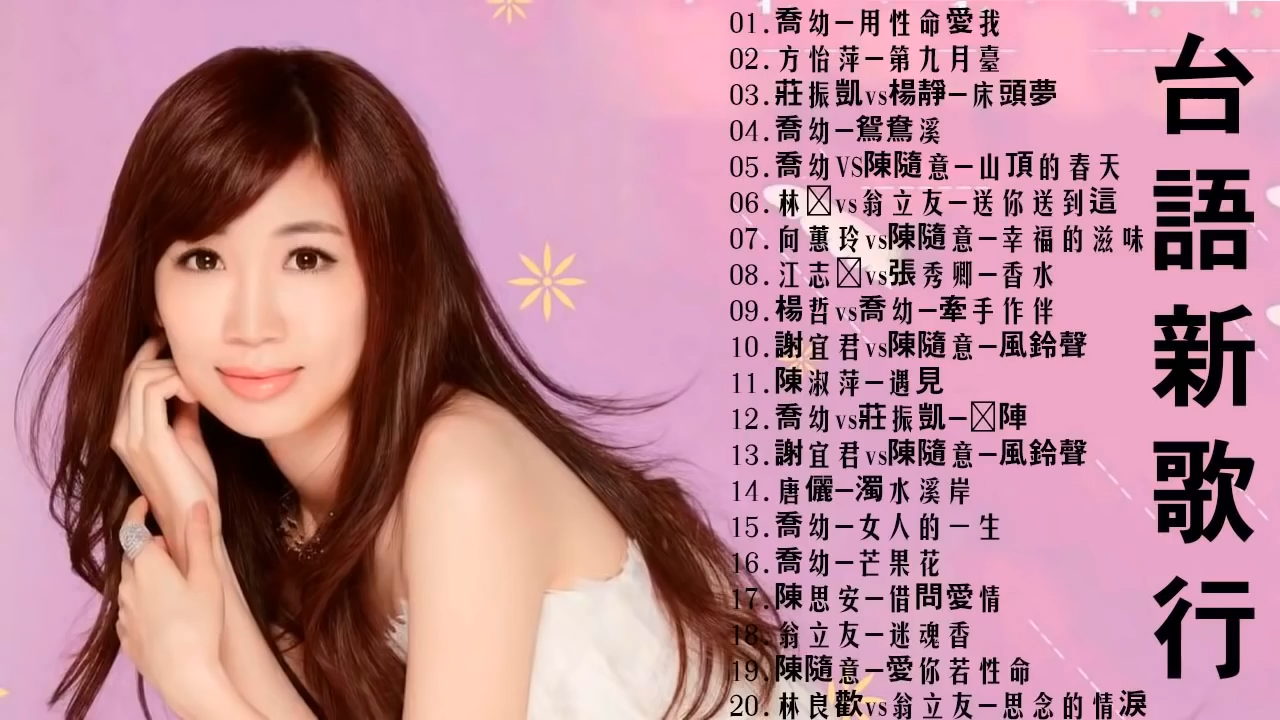 01.喬幼–用性命愛我
02.方怡萍–第九月臺
03.莊振凱vs楊靜–床頭夢
04.喬幼–鴛鴦溪
05.喬幼VS陳隨意–山頂的春天
06.林☒vs翁立友–送你送到這
07.向蕙玲vs陳隨意–幸福的滋味
08.江志☒vs張秀卿–香水
09.楊哲vs喬幼–牽手作伴
10.謝宜君vs陳隨意–風鈴聲
11.陳淑萍–遇見
12.喬幼vs莊振凱–☒陣
13.謝宜君vs陳隨意–風鈴聲
14.唐儷–濁水溪岸
15.喬幼–女人的一生
16.喬幼–芒果花
17.陳思安–借問愛情
18.翁立友–迷魂香
19.陳隨意–愛你若性命
20.林良歡vs翁立友–思念的情淚
台語新歌行